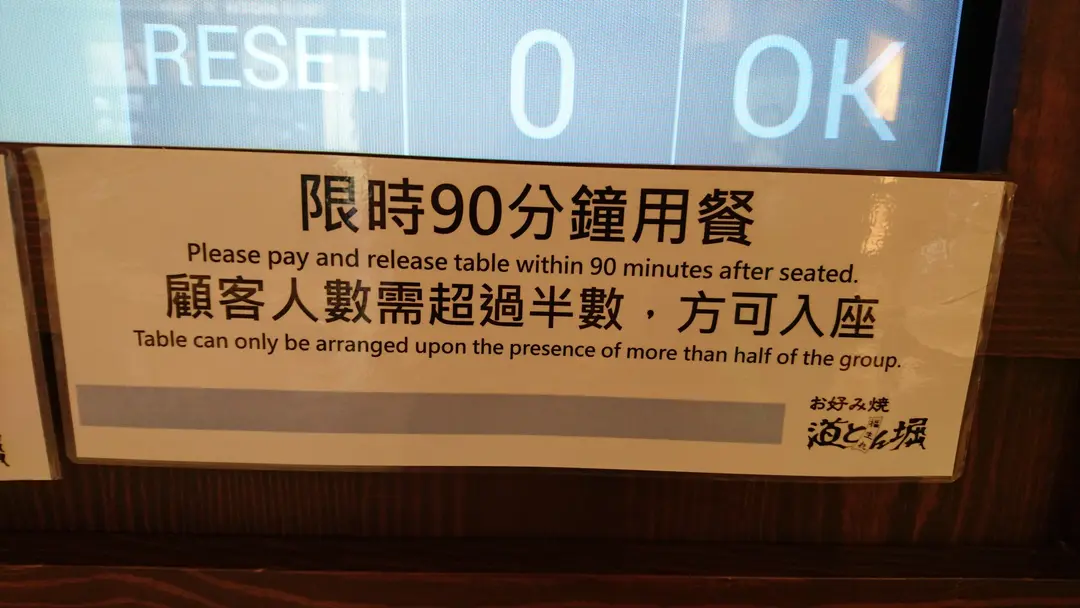 RESET 0 OK
限時90分鐘用餐
Please pay and release table within 90 minutes after seated.
顧客人數需超過半數，方可入座
Table can only be arranged upon the presence of more than half of the group.
お好み焼
道とん堀